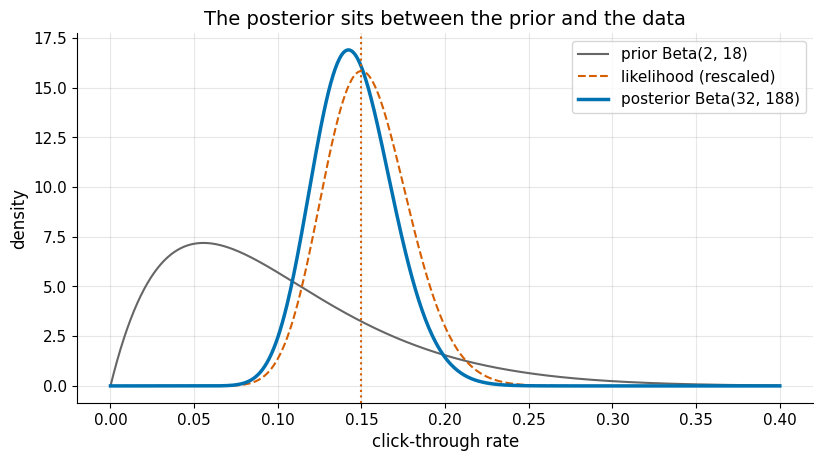 The posterior sits between the prior and the data
prior Beta(2, 18)
likelihood (rescaled)
posterior Beta(32, 188)
density
17.5
15.0
12.5
10.0
7.5
5.0
2.5
0.0
0.00 0.05 0.10 0.15 0.20 0.25 0.30 0.35 0.40
click-through rate